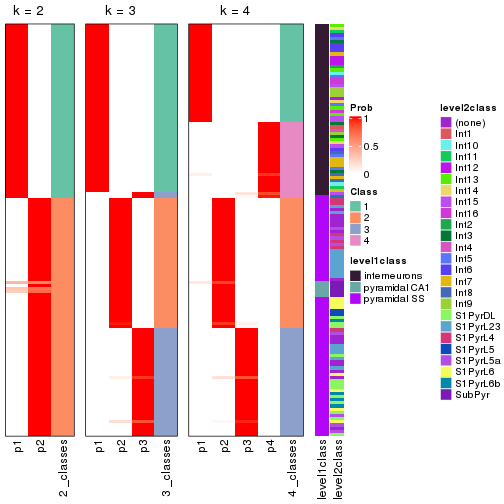 k = 2
k = 3
k = 4
p1
p2
2_classes
p1
p2
p3
3_classes
p1
p2
p3
p4
4_classes
level1class
level2class
Prob
1
0.5
0
Class
1
2
3
4
level1class
interneurons
pyramidal CA1
pyramidal SS
level2class
(none)
Int1
Int10
Int11
Int12
Int13
Int14
Int15
Int16
Int2
Int3
Int4
Int5
Int6
Int7
Int8
Int9
S1PyrDL
S1PyrL23
S1PyrL4
S1PyrL5
S1PyrL5a
S1PyrL6
S1PyrL6b
SubPyr